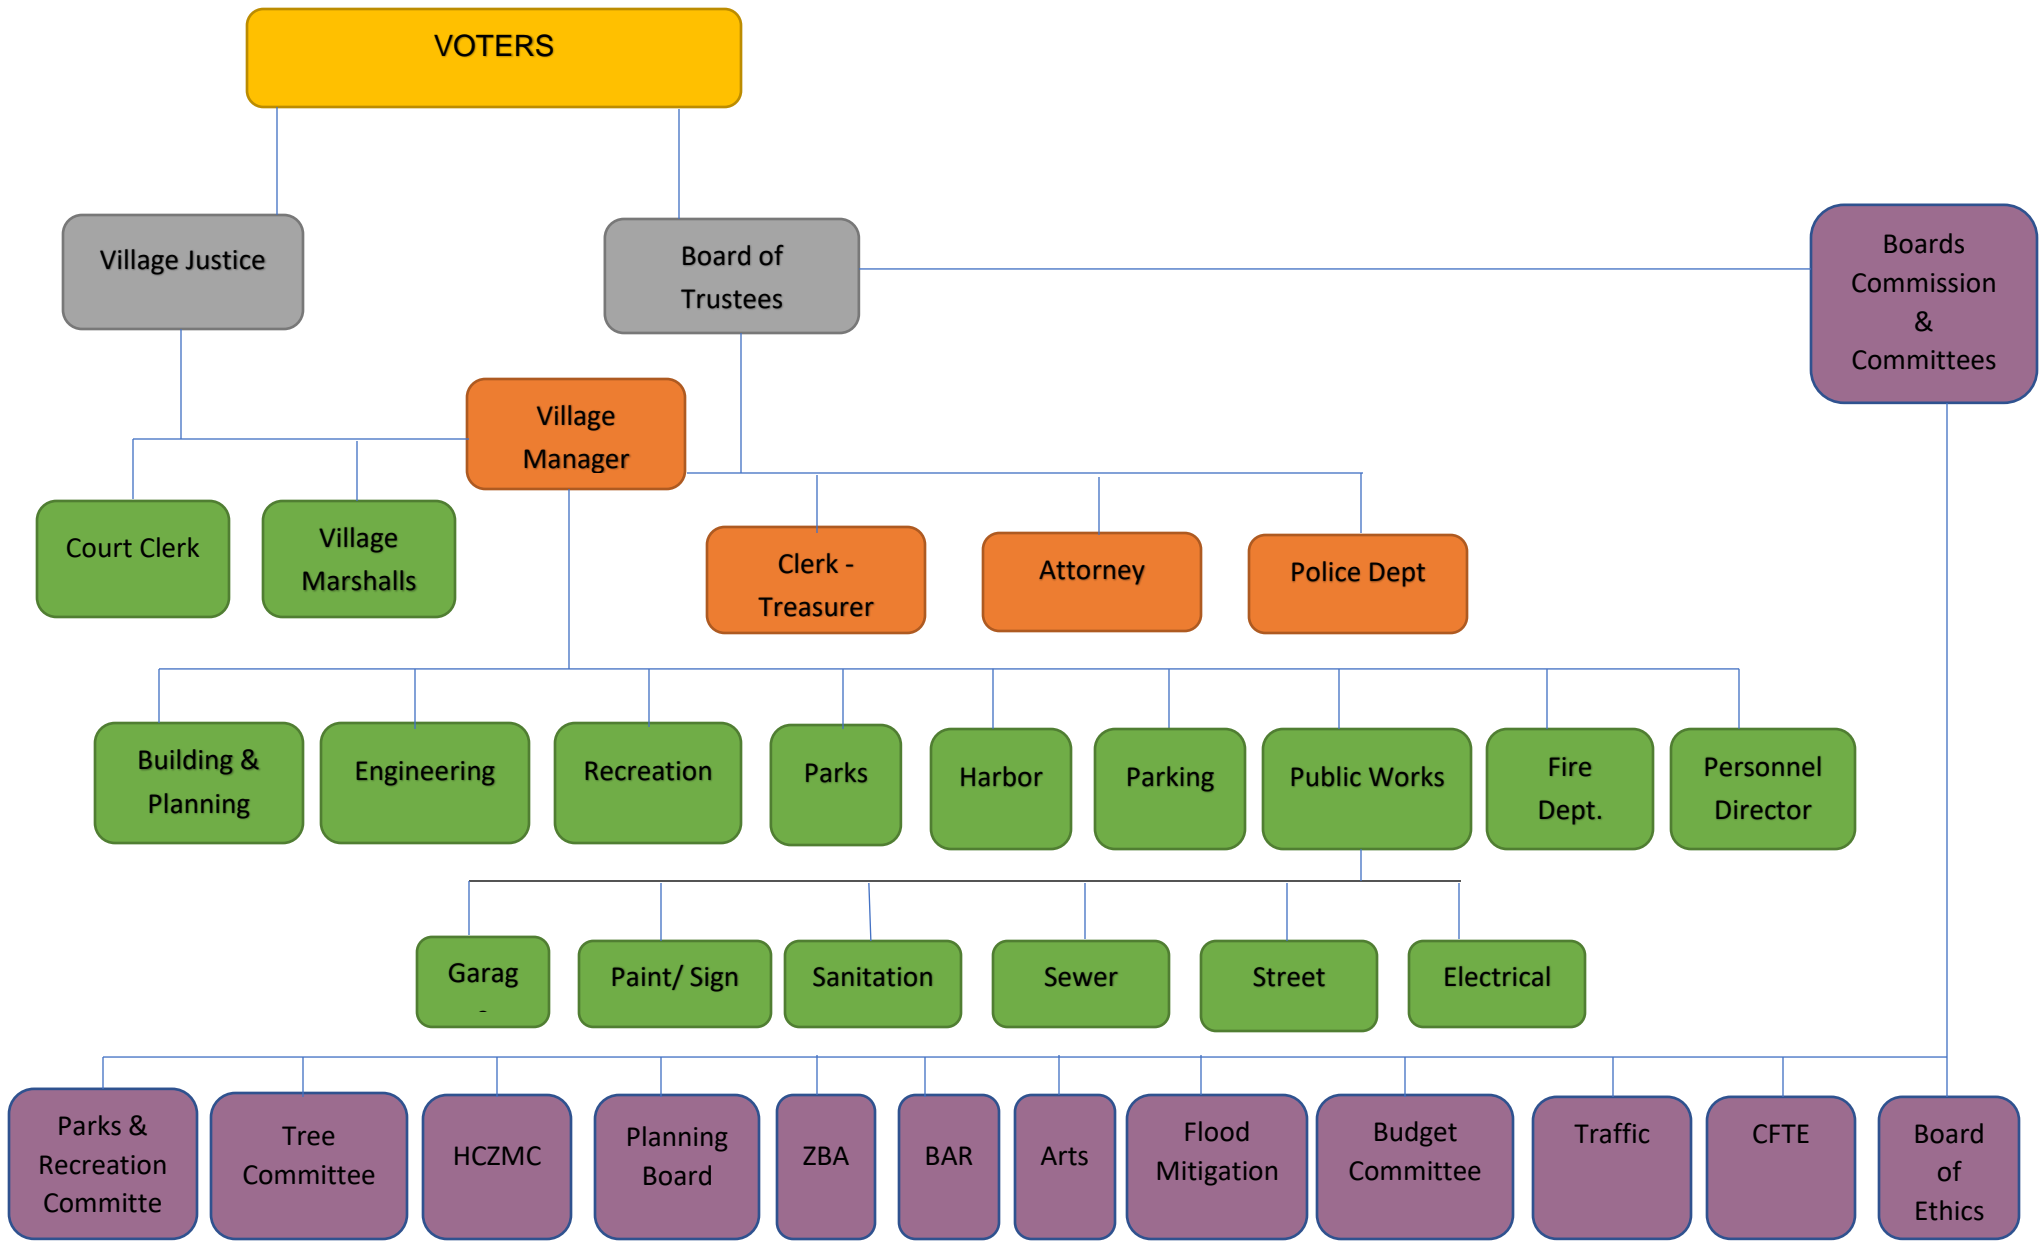 VOTERS
Village Justice
Board of
Trustees
Boards
Commission
&
Committees
Village
Manager
Court Clerk
Village
Marshalls
Clerk -
Treasurer
Attorney
Police Dept
Building &
Planning
Engineering
Recreation
Parks
Harbor
Parking
Public Works
Fire
Dept.
Personnel
Director
Garag
Paint/ Sign
Sanitation
Sewer
Street
Electrical
Parks &
Recreation
Committe
Tree
Committee
HCZMC
Planning
Board
ZBA
BAR
Arts
Flood
Mitigation
Budget
Committee
Traffic
CFTE
Board
of
Ethics